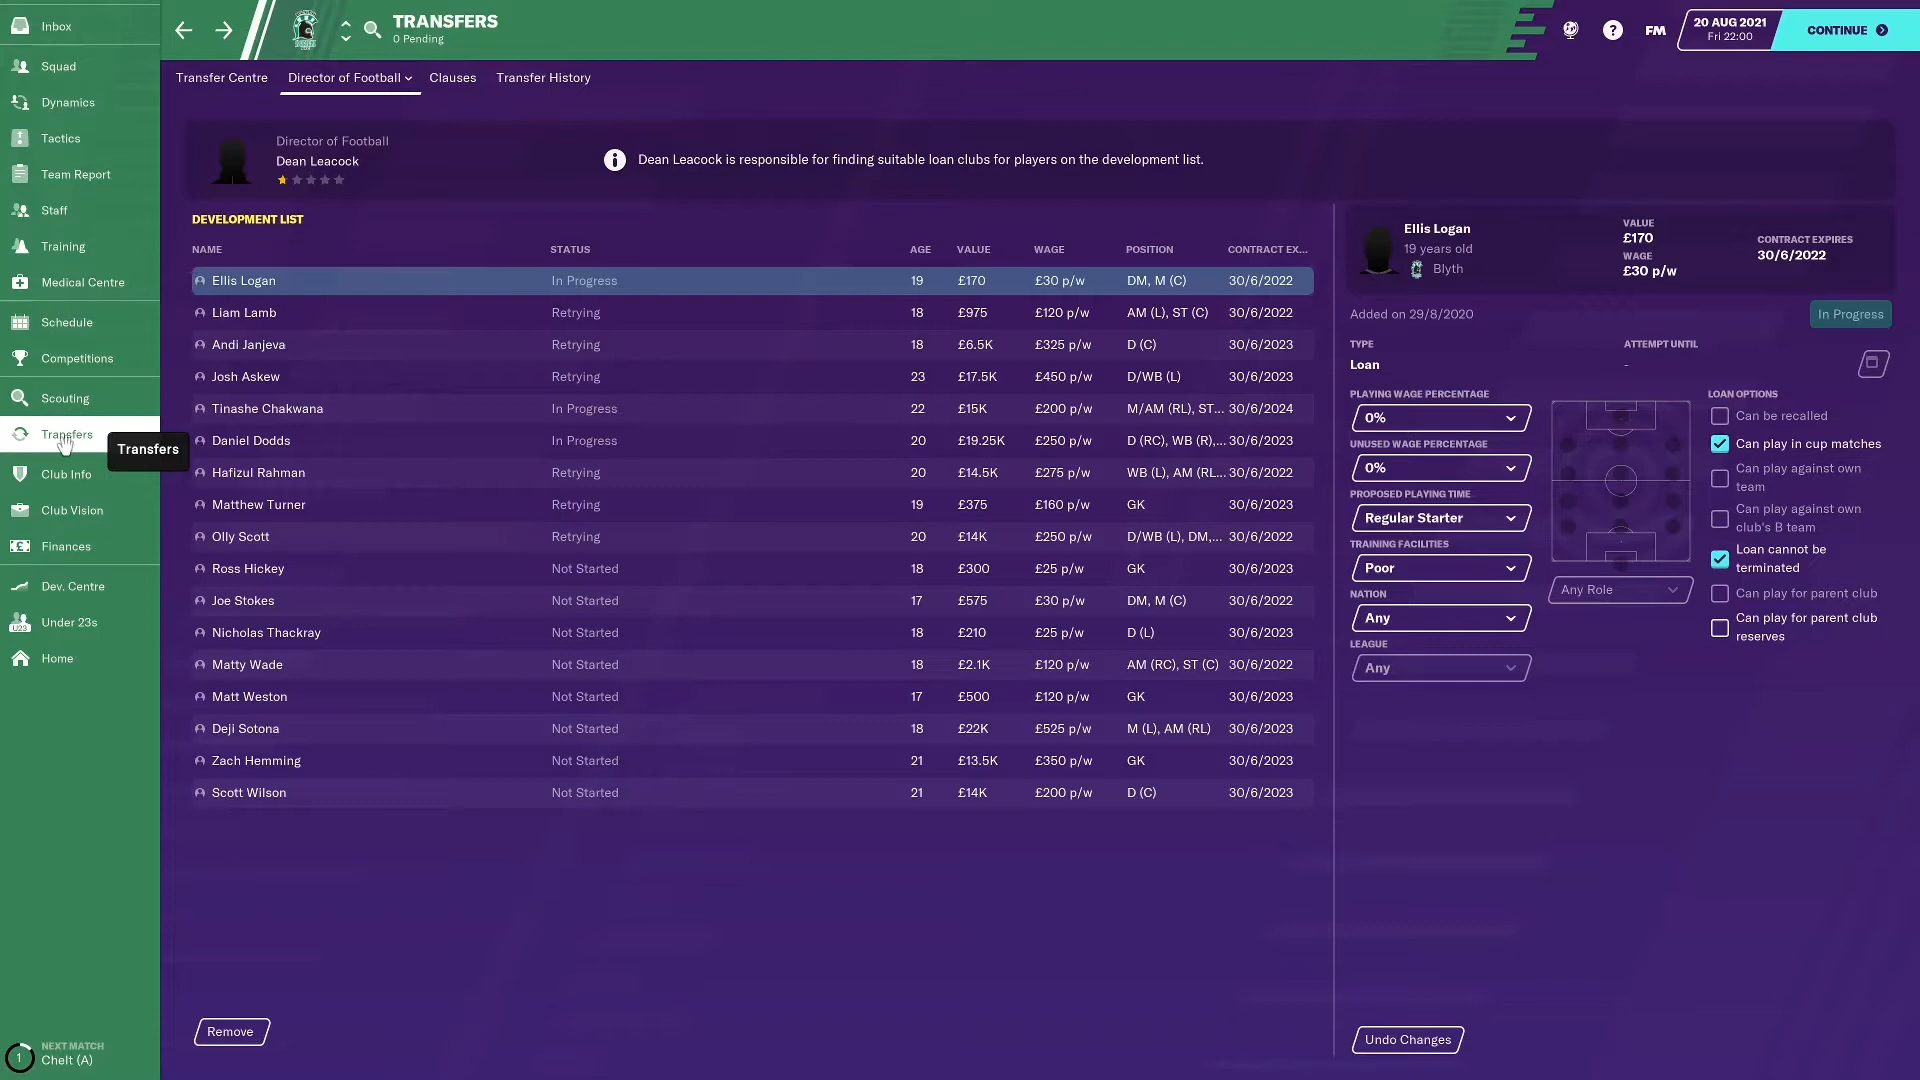 Inbox
Squad
Dynamics
Tactics
Team Report
Staff
Training
Medical Centre
Schedule
Competitions
Scouting
Transfers
Transfers
Club Info
Club Vision
Finances
Dev. Centre
U23 Under 23s
Home
1 NEXT MATCH
Chelt (A)
TRANSFERS
0 Pending
? FM 20 AUG 2021
Fri 22:00
CONTINUE
Transfer Centre Director of Football Clauses Transfer History
Director of Football
Dean Leacock
Dean Leacock is responsible for finding suitable loan clubs for players on the development list.
DEVELOPMENT LIST
NAME STATUS AGE VALUE WAGE POSITION CONTRACT EX...
Ellis Logan In Progress 19 £170 £30 p/w DM, M (C) 30/6/2022
Liam Lamb Retrying 18 £975 £120 p/w AM (L), ST (C) 30/6/2022
Andi Janjeva Retrying 18 £6.5K £325 p/w D (C) 30/6/2023
Josh Askew Retrying 23 £17.5K £450 p/w D/WB (L) 30/6/2023
Tinashe Chakwana In Progress 22 £15K £200 p/w M/AM (RL), ST... 30/6/2024
Daniel Dodds In Progress 20 £19.25K £250 p/w D (RC), WB (R),... 30/6/2023
Hafizul Rahman Retrying 20 £14.5K £275 p/w WB (L), AM (RL... 30/6/2023
Matthew Turner Retrying 19 £375 £160 p/w GK 30/6/2023
Olly Scott Retrying 20 £14K £250 p/w D/WB (L), DM,... 30/6/2022
Ross Hickey Not Started 18 £300 £25 p/w GK 30/6/2023
Joe Stokes Not Started 17 £575 £30 p/w DM, M (C) 30/6/2022
Nicholas Thackray Not Started 18 £210 £25 p/w D (L) 30/6/2023
Matty Wade Not Started 18 £2.1K £120 p/w AM (RC), ST (C) 30/6/2022
Matt Weston Not Started 17 £500 £120 p/w GK 30/6/2023
Deji Sotona Not Started 18 £22K £525 p/w M (L), AM (RL) 30/6/2023
Zach Hemming Not Started 21 £13.5K £350 p/w GK 30/6/2023
Scott Wilson Not Started 21 £14K £200 p/w D (C) 30/6/2023
Remove
Ellis Logan
19 years old
Blyth
VALUE
£170
WAGE
£30 p/w
CONTRACT EXPIRES
30/6/2022
Added on 29/8/2020 In Progress
TYPE
Loan
ATTEMPT UNTIL
-
PLAYING WAGE PERCENTAGE
0%
UNUSED WAGE PERCENTAGE
0%
PROPOSED PLAYING TIME
Regular Starter
TRAINING FACILITIES
Poor
NATION
Any
LEAGUE
Any
Any Role
LOAN OPTIONS
Can be recalled
Can play in cup matches
Can play against own
team
Can play against own
club's B team
Loan cannot be
terminated
Can play for parent club
Can play for parent club
reserves
Undo Changes